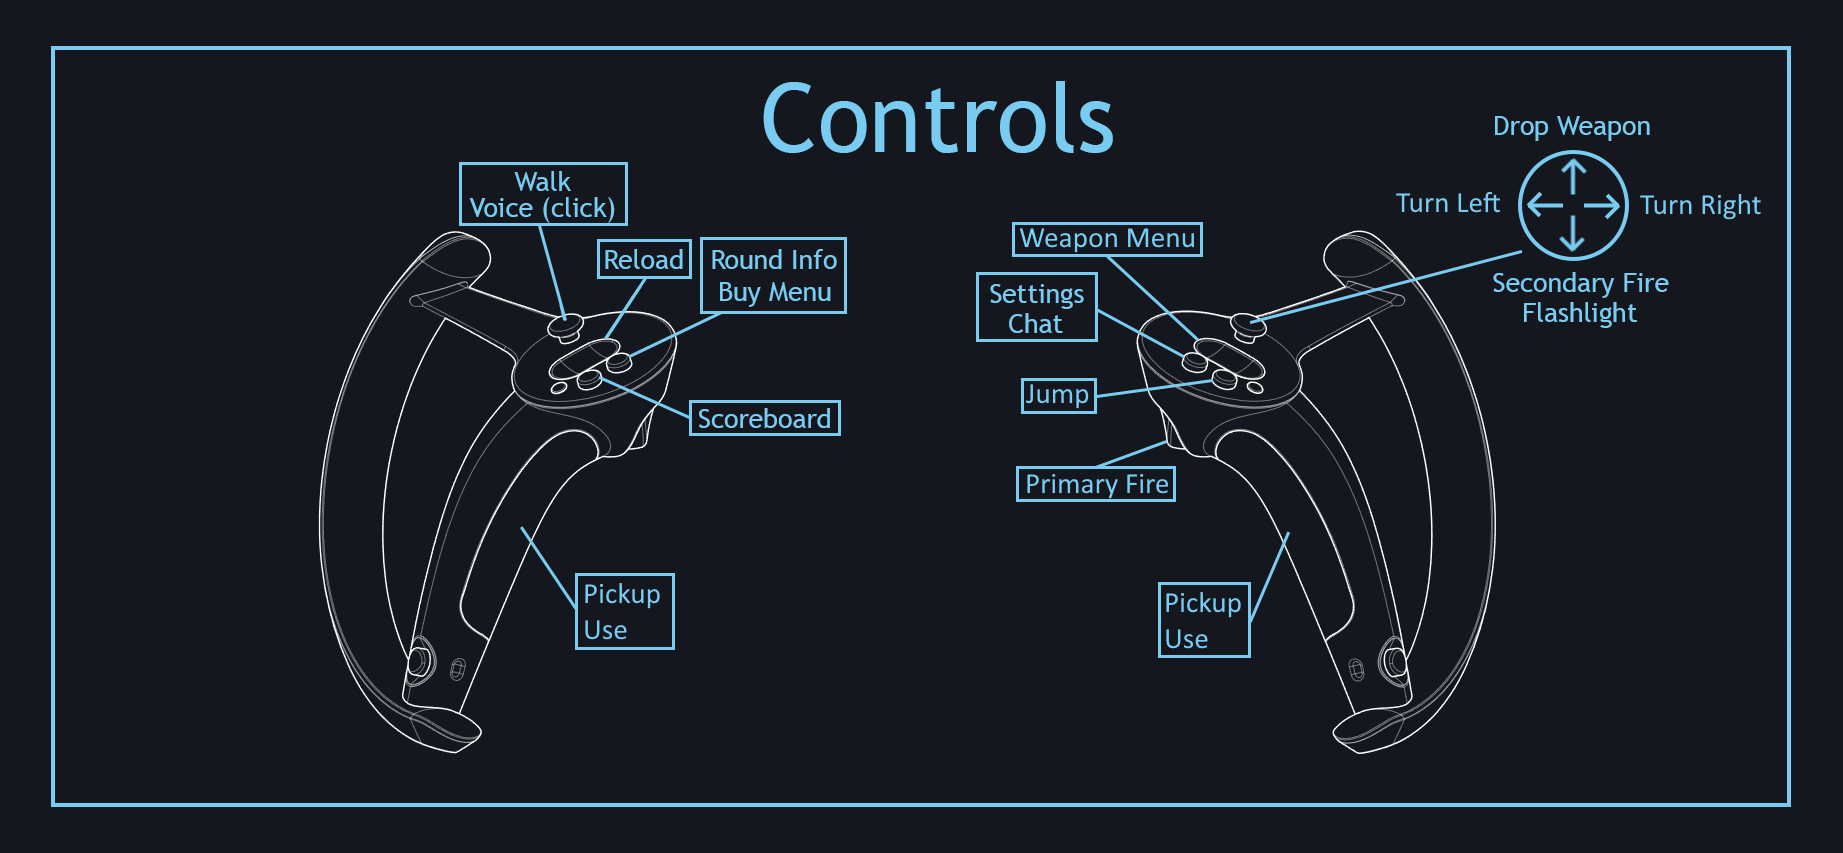 Controls
Walk
Voice (click)
Reload
Round Info
Buy Menu
Scoreboard
Pickup
Use
Weapon Menu
Settings
Chat
Jump
Primary Fire
Pickup
Use
Drop Weapon
Turn Left
Turn Right
Secondary Fire
Flashlight